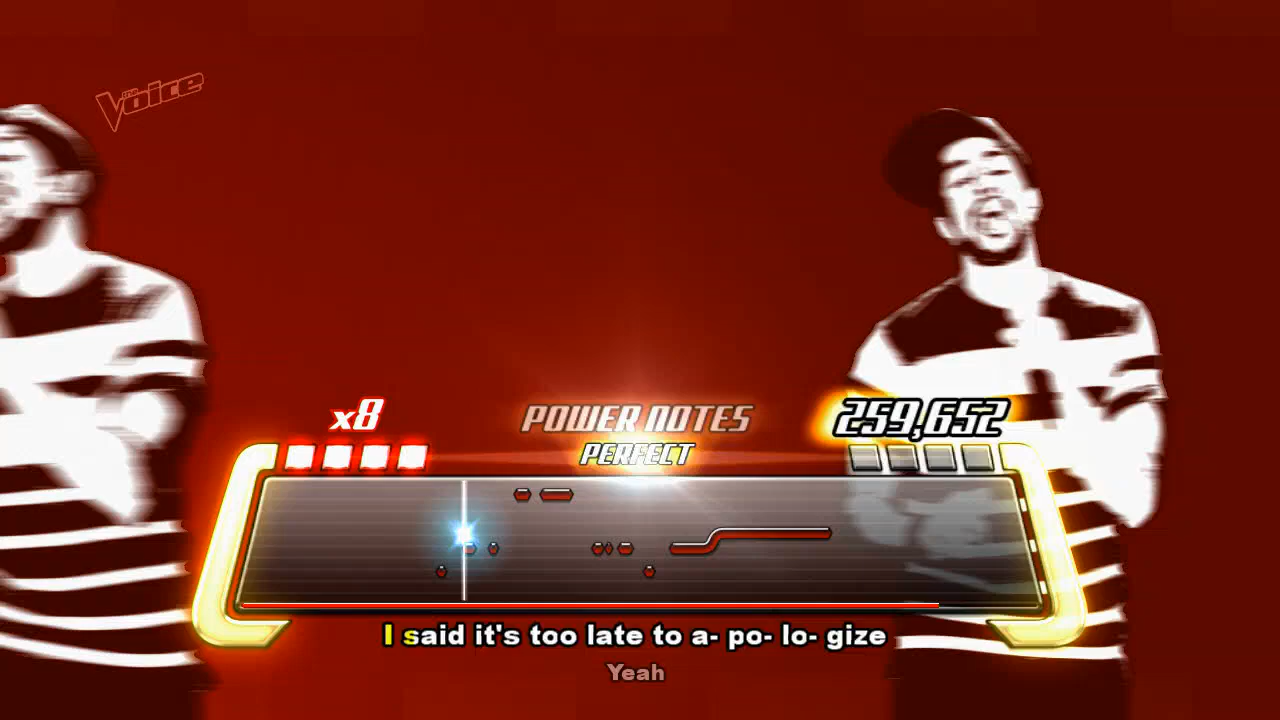 THE Voice
x8
POWER NOTES
259,652
PERFECT
I said it's too late to a- po- lo- gize
Yeah